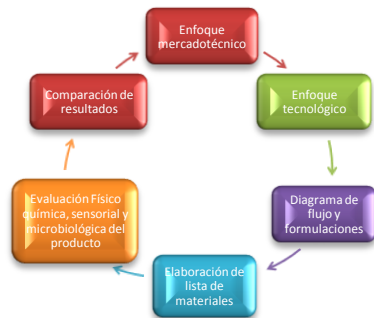 Enfoque
mercadotécnico
Enfoque
tecnológico
Diagrama de
flujo y
formulaciones
Elaboración de
lista de
materiales
Evaluación Físico
química, sensorial y
microbiológica del
producto
Comparación de
resultados